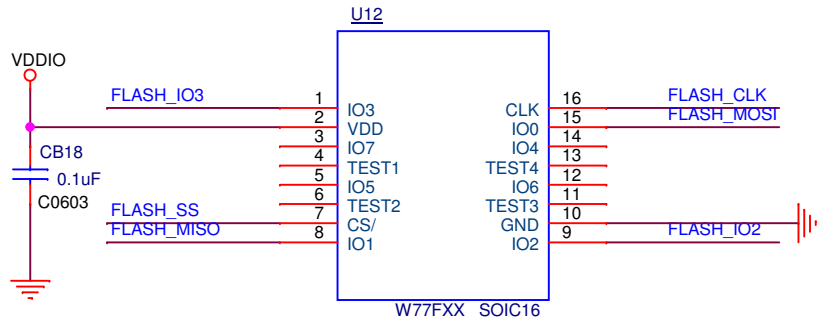 U12
VDDIO
FLASH_IO3 1 IO3 CLK 16 FLASH_CLK
2 VDD IO0 15 FLASH_MOSI
3 IO7 IO4 14
CB18 4 TEST1 TEST4 13
0.1uF 5 IO5 IO6 12
C0603 6 TEST2 TEST3 11
FLASH_SS 7 CS/ GND 10
FLASH_MISO 8 IO1 IO2 9 FLASH_IO2
W77FXX SOIC16